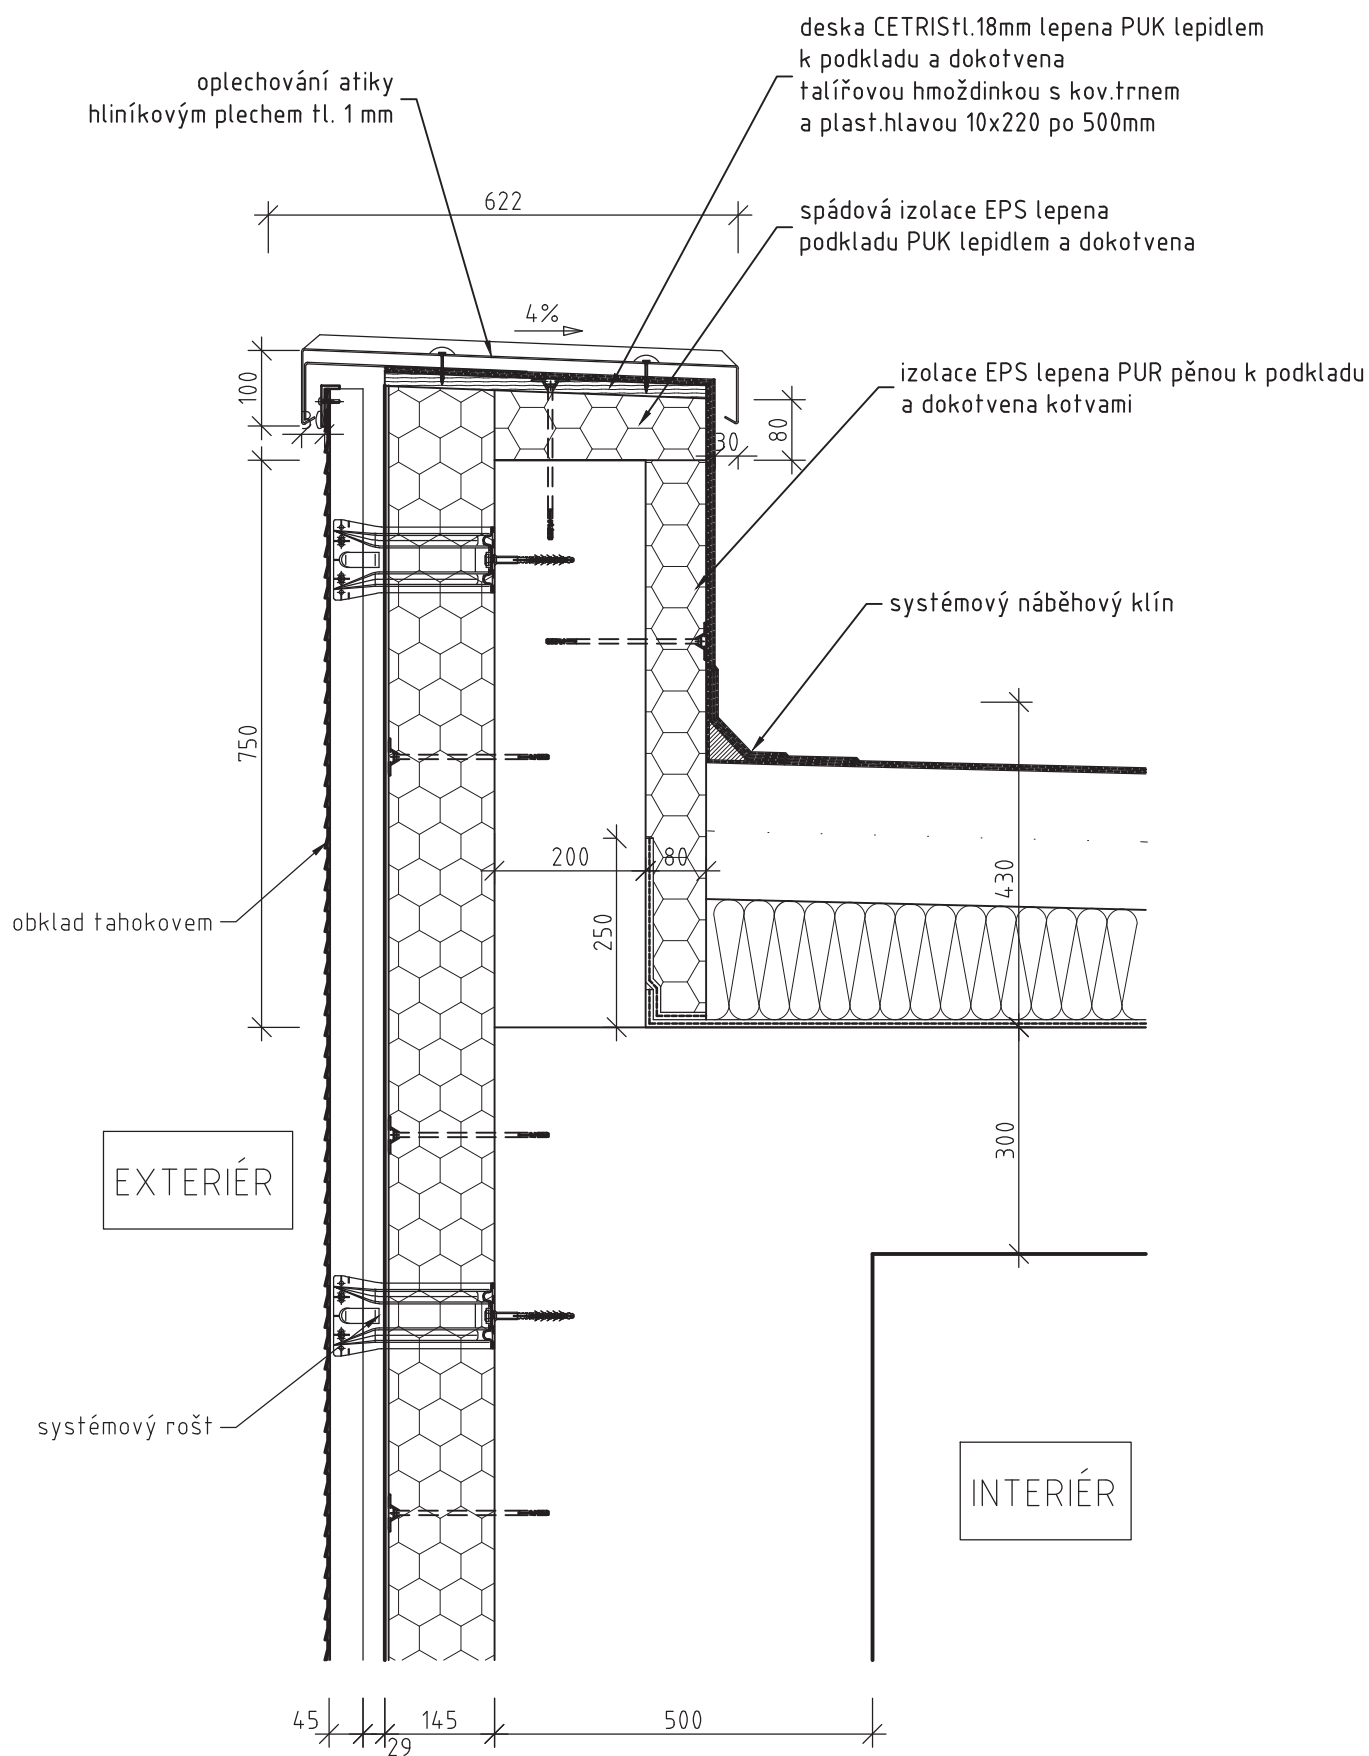 deska CETRIStl.18mm lepena PUK lepidlem
k podkladu a dokotvena
talířovou hmoždinkou s kov.trnem
a plast.hlavou 10x220 po 500mm
oplechování atiky
hliníkovým plechem tl. 1 mm
622
spádová izolace EPS lepena
podkladu PUK lepidlem a dokotvena
4%
izolace EPS lepena PUR pěnou k podkladu
a dokotvena kotvami
100
30
80
30
systémový náběhový klín
750
200
80
430
250
obklad tahokovem
300
EXTERIÉR
systémový rošt
INTERIÉR
45
29
145
500